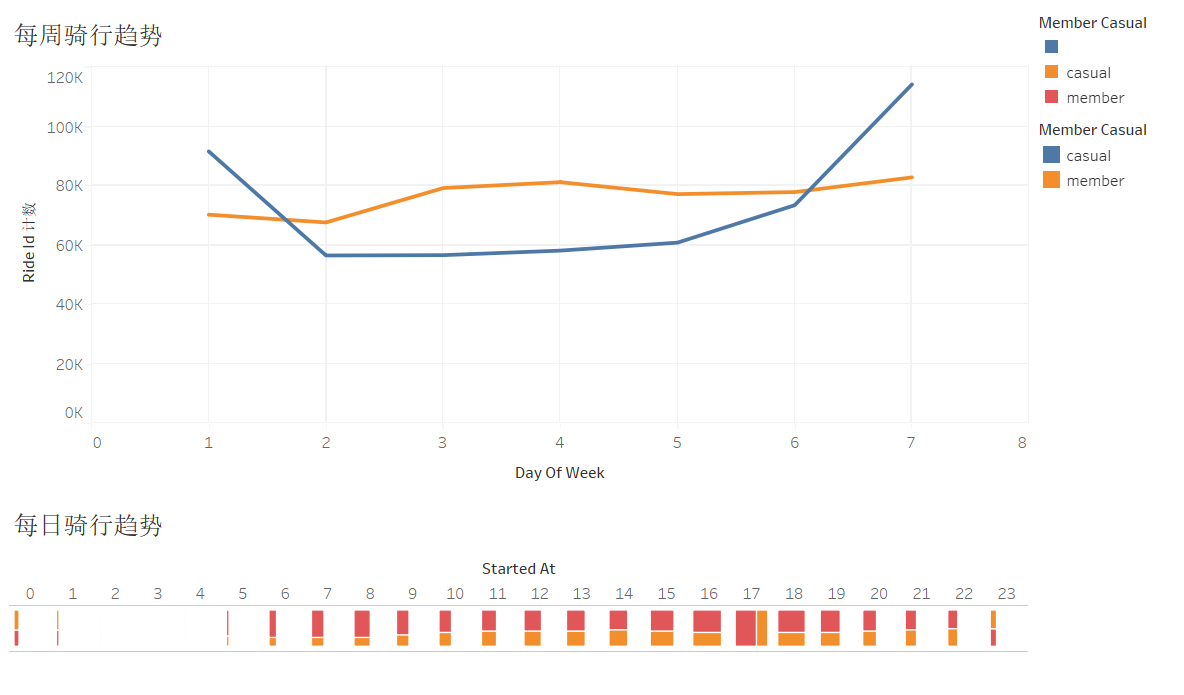 每周骑行趋势
120K
100K
80K
60K
40K
20K
0K
Ride Id 计数
0 1 2 3 4 5 6 7 8
Day Of Week
Member Casual
casual
member
Member Casual
casual
member
每日骑行趋势
Started At
0 1 2 3 4 5 6 7 8 9 10 11 12 13 14 15 16 17 18 19 20 21 22 23